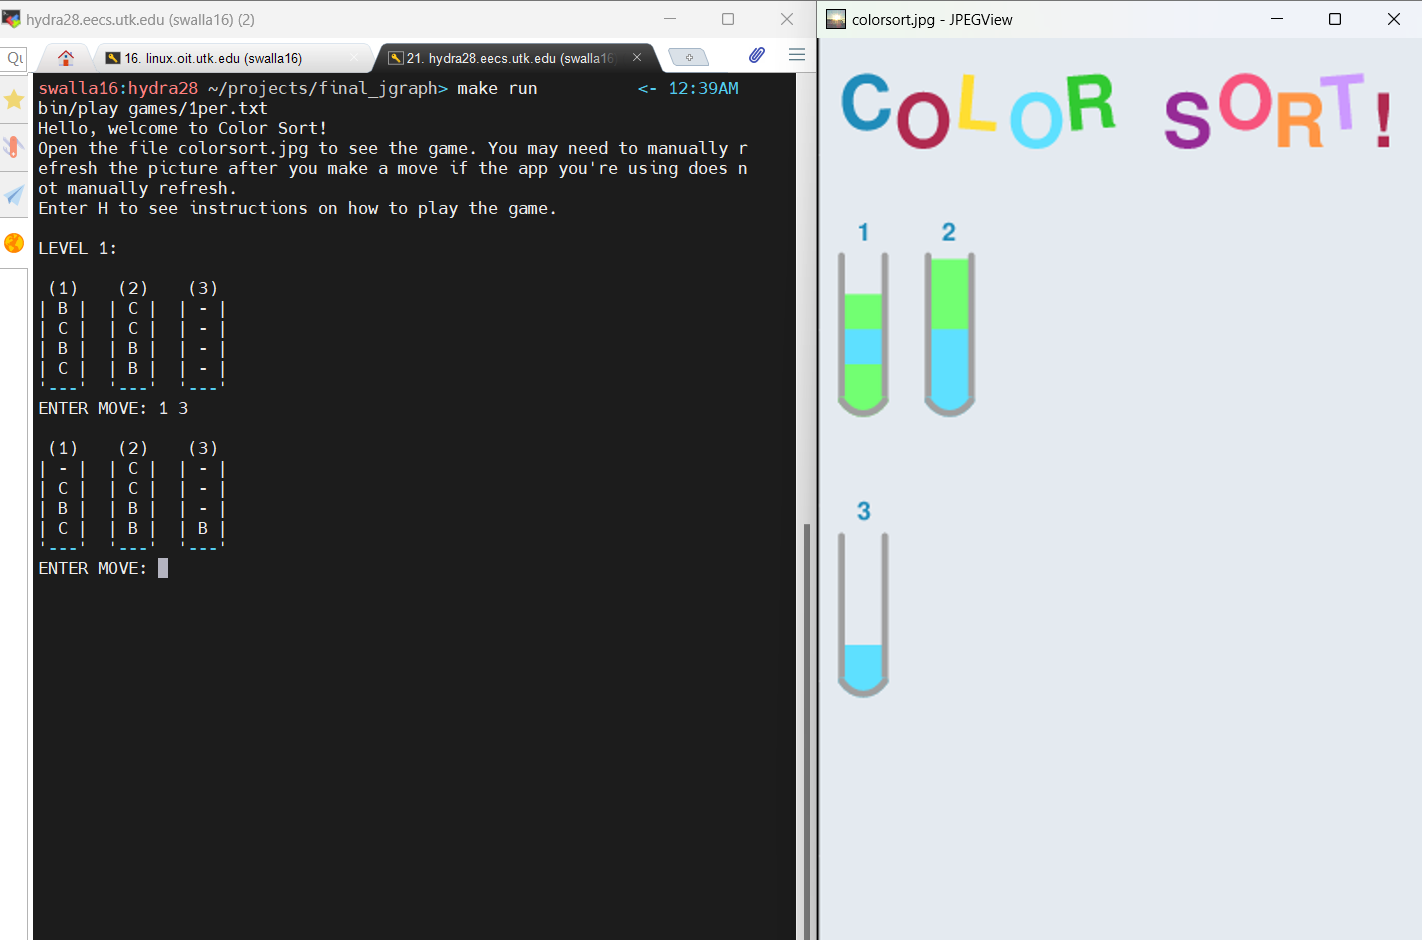 hydra28.eecs.utk.edu (swalla16) (2)
16. linux.oit.utk.edu (swalla16)
21. hydra28.eecs.utk.edu (swalla16
swalla16:hydra28 ~/projects/final_jgraph> make run <- 12:39AM
bin/play games/1per.txt
Hello, welcome to Color Sort!
Open the file colorsort.jpg to see the game. You may need to manually r
efresh the picture after you make a move if the app you're using does n
ot manually refresh.
Enter H to see instructions on how to play the game.
LEVEL 1:
(1) (2) (3)
| B | | C | | - |
| C | | C | | - |
| B | | B | | - |
| C | | B | | - |
'---' '---' '---'
ENTER MOVE: 1 3
(1) (2) (3)
| - | | C | | - |
| C | | C | | - |
| B | | B | | - |
| C | | B | | B |
'---' '---' '---'
ENTER MOVE:
colorsort.jpg - JPEGView
COLOR SORT!
1 2
3